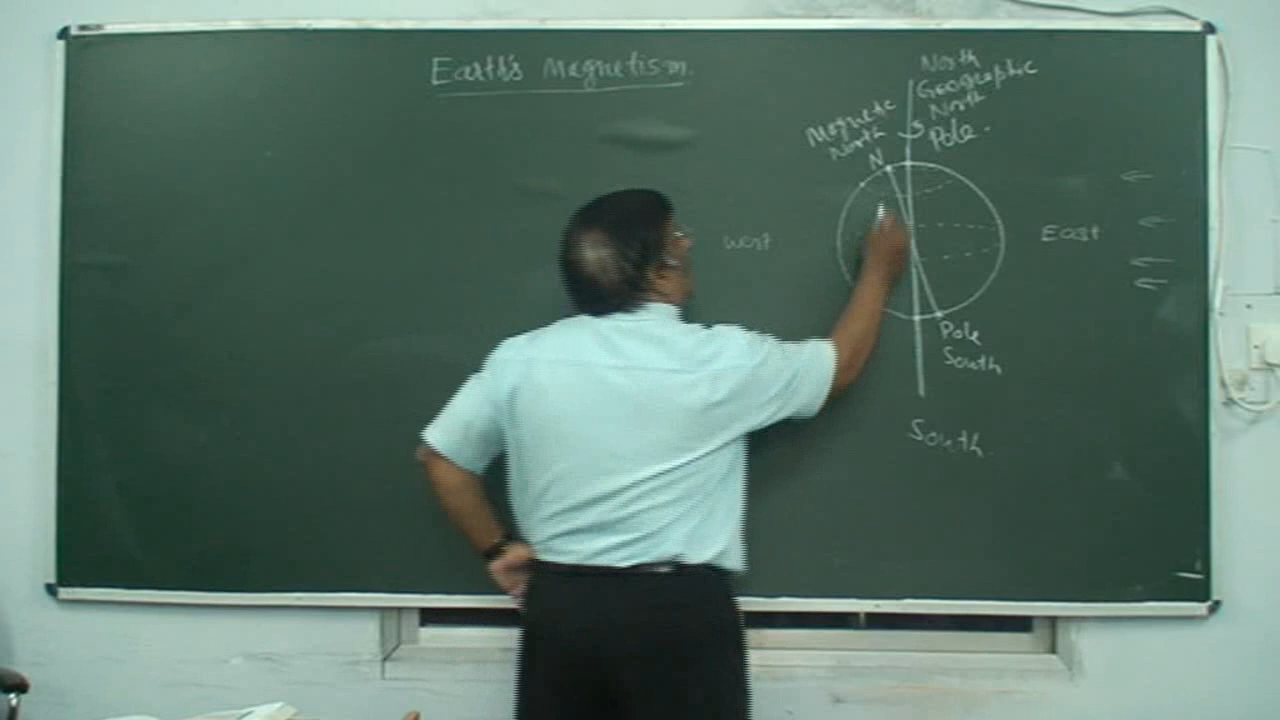 Earth's Magnetism.
North
Geographic
North
Pole.
Magnetic
North
N
West
East
Pole
South
South